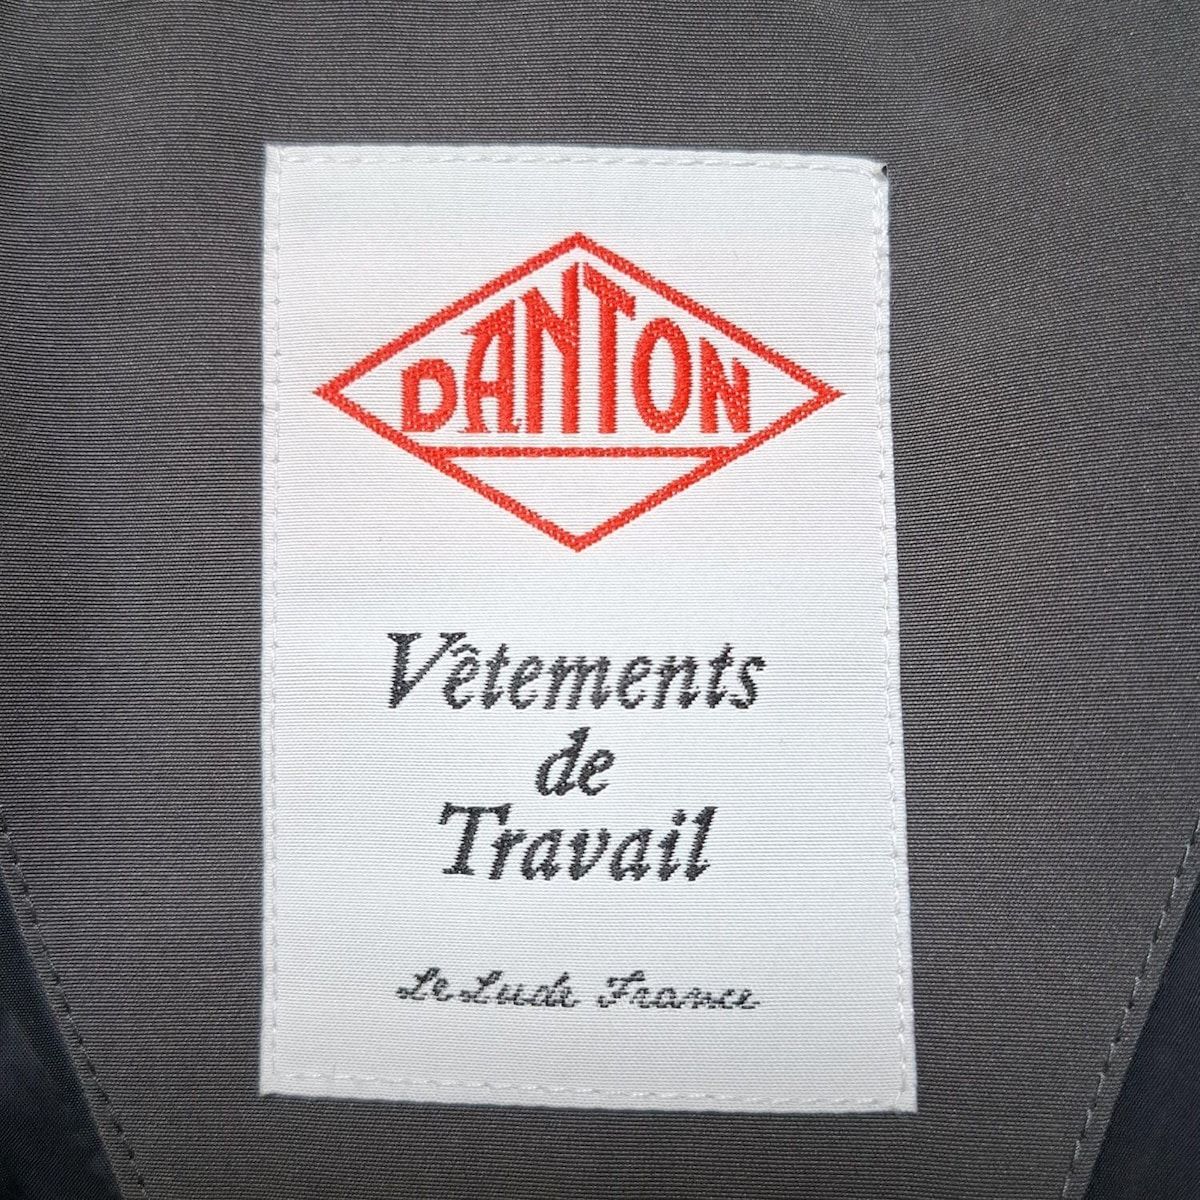 DANTON
Vêtements
de
Travail
Le Lude France